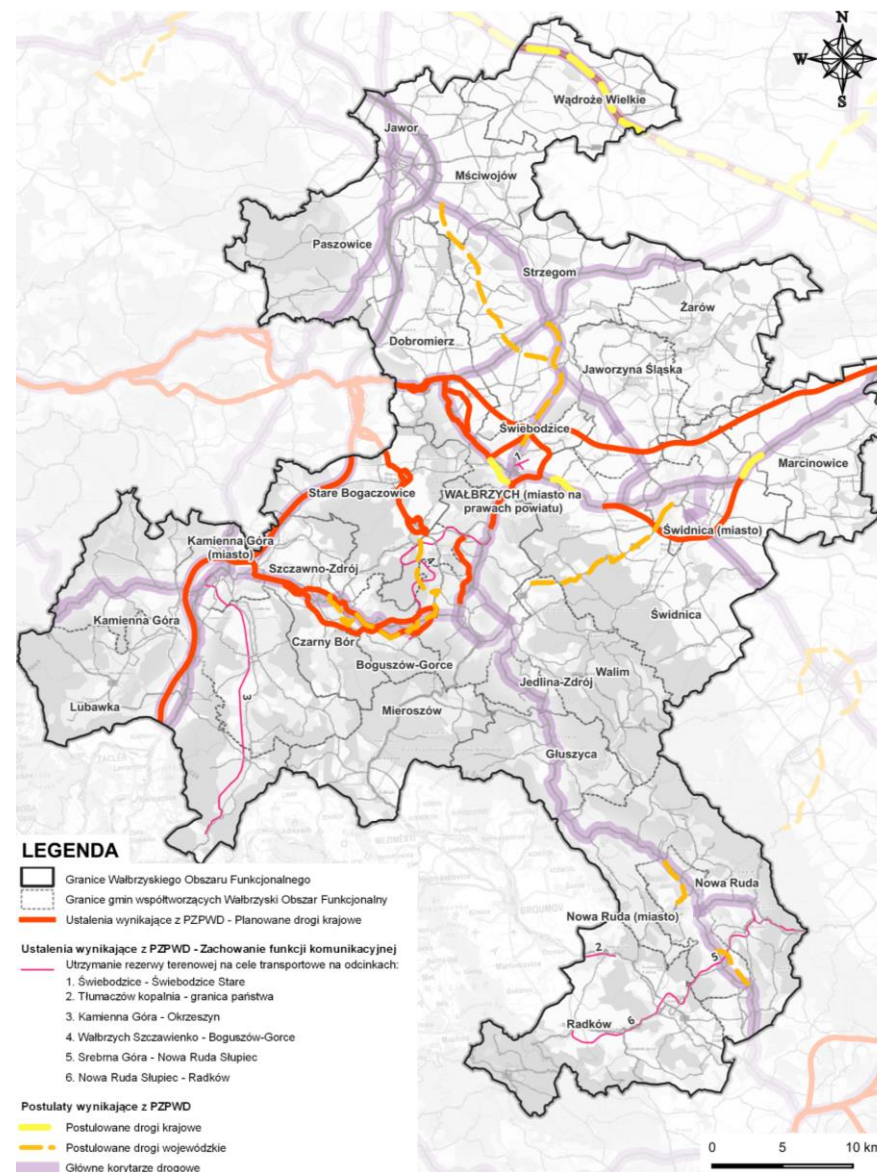 N
W
E
S
Wądroże Wielkie
Jawor
Mściwojów
Paszowice
Strzegom
Żarów
Dobromierz
Jaworzyna Śląska
Świebodzice
1
Marcinowice
Stare Bogaczowice
WAŁBRZYCH (miasto na
prawach powiatu)
Świdnica (miasto)
Kamienna Góra
(miasto)
Szczawno-Zdrój
4
Kamienna Góra
Świdnica
Czarny Bór
Boguszów-Gorce
Walim
Jedlina-Zdrój
3
Lubawka
Mieroszów
Głuszyca
Nowa Ruda
BROUMOV
Nowa Ruda (miasto)
2
5
Radków
6
LEGENDA
Granice Wałbrzyskiego Obszaru Funkcjonalnego
Granice gmin współtworzących Wałbrzyski Obszar Funkcjonalny
Ustalenia wynikające z PZPWD - Planowane drogi krajowe
Ustalenia wynikające z PZPWD - Zachowanie funkcji komunikacyjnej
Utrzymanie rezerwy terenowej na cele transportowe na odcinkach:
1. Świebodzice - Świebodzice Stare
2. Tłumaczów kopalnia - granica państwa
3. Kamienna Góra - Okrzeszyn
4. Wałbrzych Szczawienko - Boguszów-Gorce
5. Srebrna Góra - Nowa Ruda Słupiec
6. Nowa Ruda Słupiec - Radków
Postulaty wynikające z PZPWD
Postulowane drogi krajowe
Postulowane drogi wojewódzkie
Główne korytarze drogowe
0 5 10 km